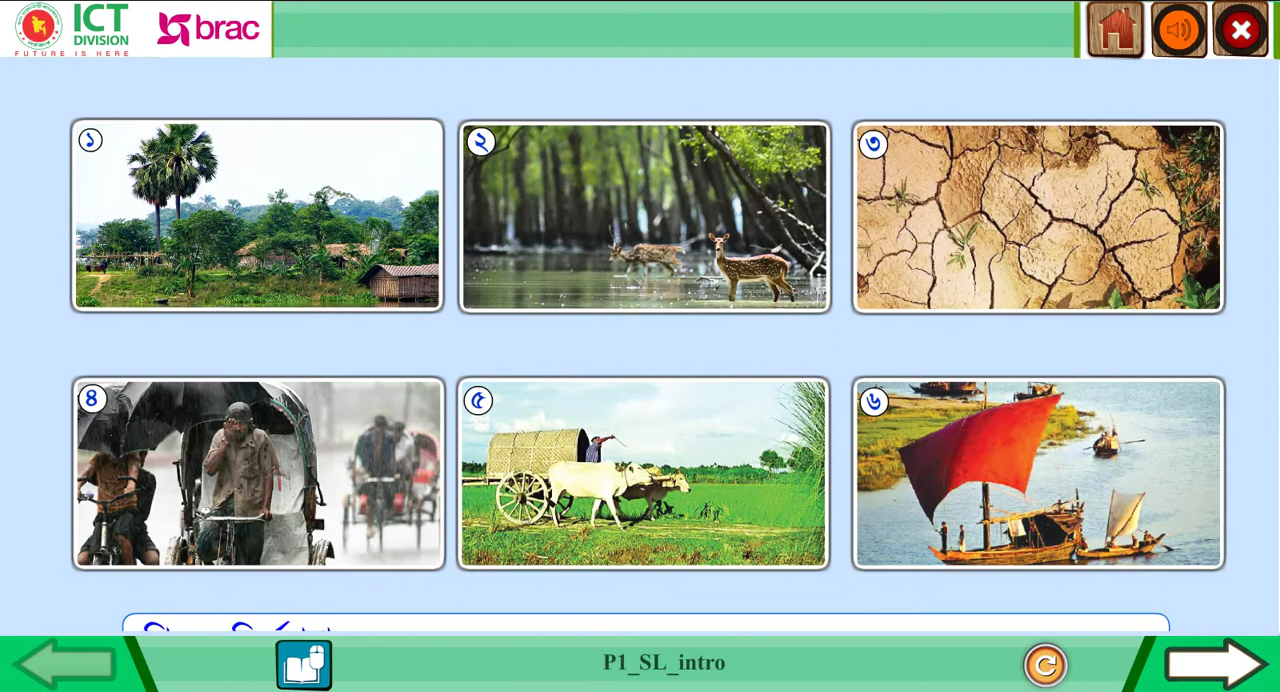 ICT
DIVISION
FUTURE IS HERE
brac
১
২
৩
৪
৫
৬
P1_SL_intro